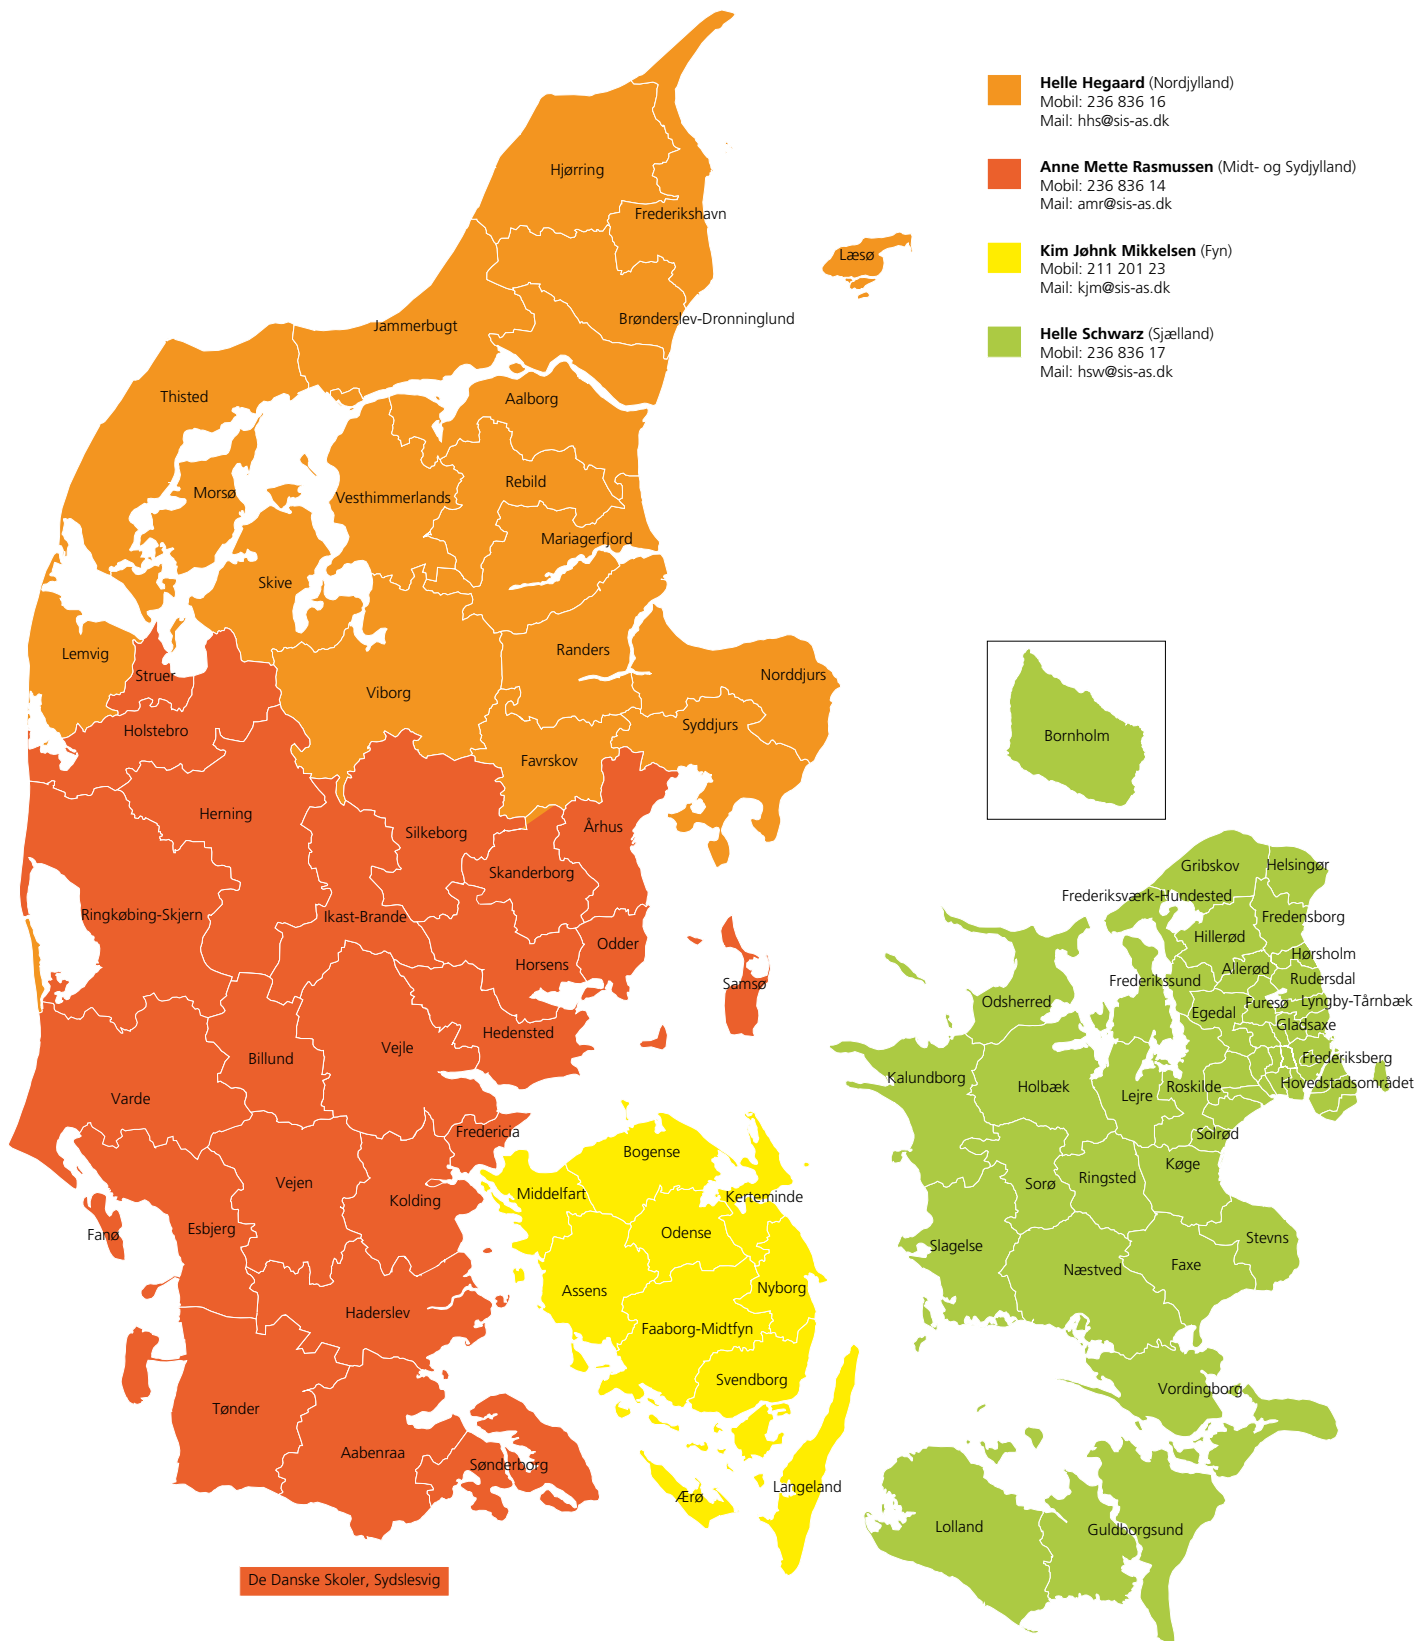 Helle Hegaard (Nordjylland)
Mobil: 236 836 16
Mail: hhs@sis-as.dk
Anne Mette Rasmussen (Midt- og Sydjylland)
Mobil: 236 836 14
Mail: amr@sis-as.dk
Kim Jøhnk Mikkelsen (Fyn)
Mobil: 211 201 23
Mail: kjm@sis-as.dk
Helle Schwarz (Sjælland)
Mobil: 236 836 17
Mail: hsw@sis-as.dk
Hjørring
Frederikshavn
Læsø
Brønderslev-Dronninglund
Jammerbugt
Thisted
Aalborg
Rebild
Morsø
Vesthimmerlands
Mariagerfjord
Skive
Lemvig
Randers
Struer
Norddjurs
Viborg
Syddjurs
Holstebro
Favrskov
Herning
Silkeborg
Århus
Skanderborg
Ringkøbing-Skjern
Ikast-Brande
Odder
Horsens
Samsø
Hedensted
Vejle
Billund
Varde
Fredericia
Vejen
Kolding
Esbjerg
Fanø
Haderslev
Tønder
Aabenraa
Sønderborg
De Danske Skoler, Sydslesvig
Bogense
Middelfart
Kerteminde
Odense
Assens
Nyborg
Faaborg-Midtfyn
Svendborg
Langeland
Ærø
Bornholm
Gribskov
Helsingør
Frederiksværk-Hundested
Fredensborg
Hillerød
Hørsholm
Allerød
Frederikssund
Rudersdal
Odsherred
Furesø
Lyngby-Tårnbæk
Egedal
Gladsaxe
Frederiksberg
Kalundborg
Holbæk
Lejre
Roskilde
Hovedstadsområdet
Solrød
Køge
Ringsted
Sorø
Stevns
Slagelse
Næstved
Faxe
Vordingborg
Lolland
Guldborgsund